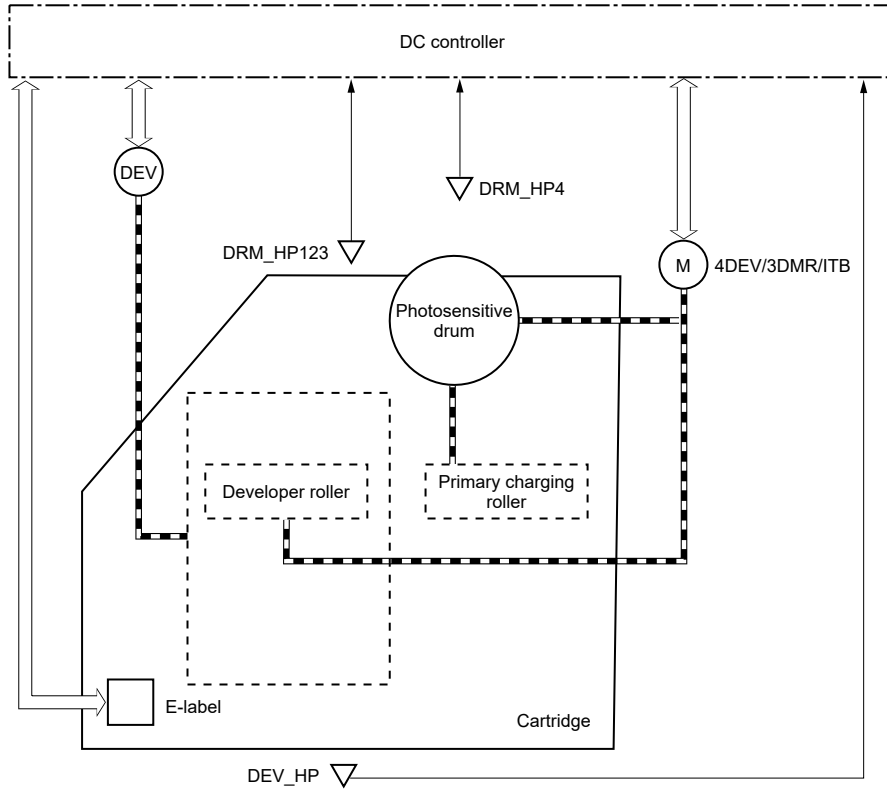 DC controller
DEV
DRM_HP4
DRM_HP123
M
4DEV/3DMR/ITB
Photosensitive
drum
Developer roller
Primary charging
roller
E-label
Cartridge
DEV_HP